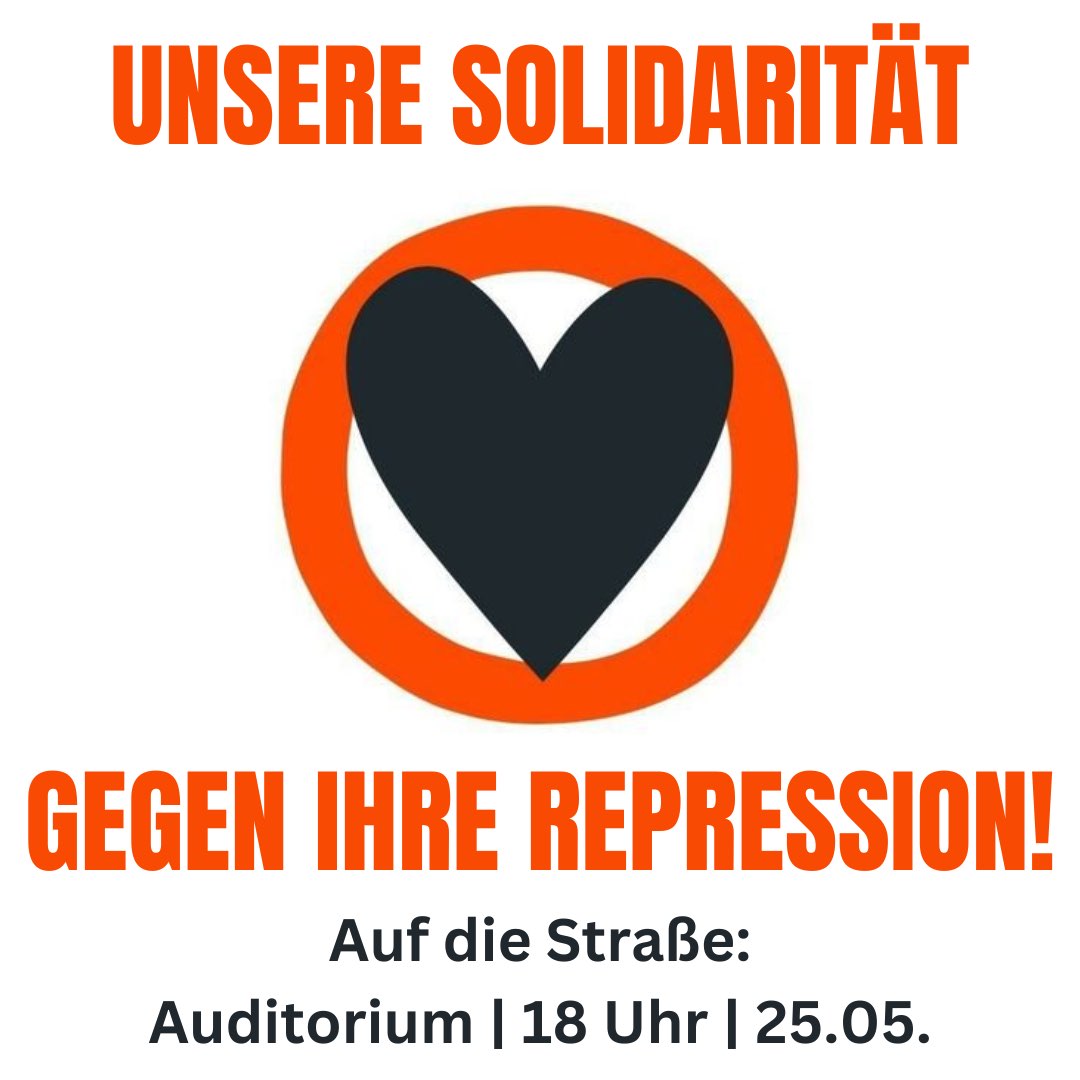 UNSERE SOLIDARITÄT
GEGEN IHRE REPRESSION!
Auf die Straße:
Auditorium | 18 Uhr | 25.05.